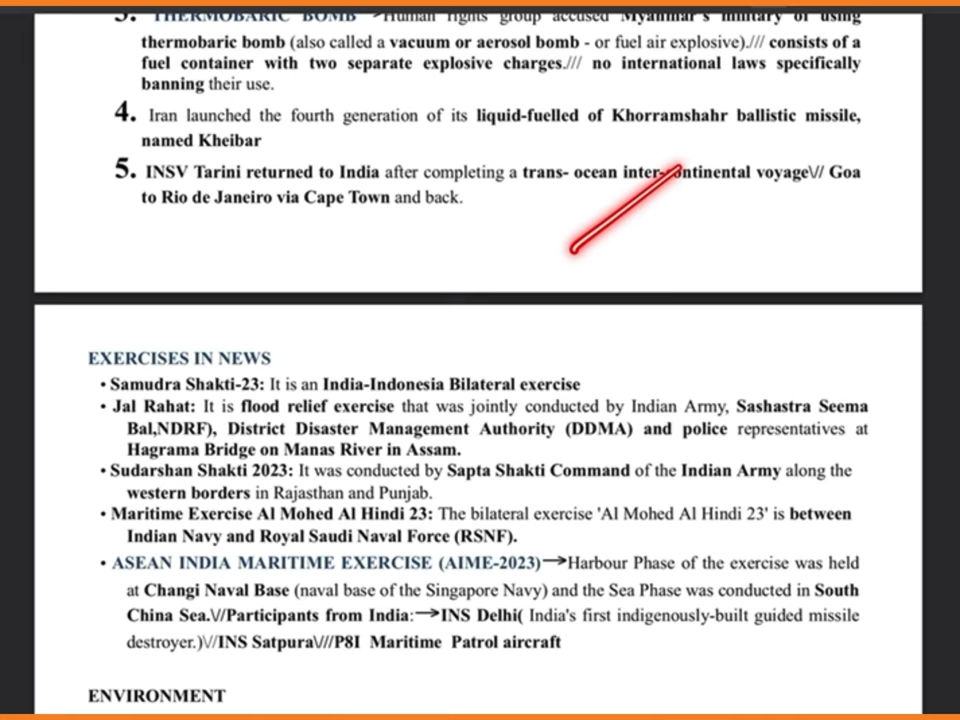 3. THERMOBARIC BOMB →Human rights group accused Myanmar's military of using
thermobaric bomb (also called a vacuum or aerosol bomb - or fuel air explosive)./// consists of a
fuel container with two separate explosive charges./// no international laws specifically
banning their use.
4. Iran launched the fourth generation of its liquid-fuelled of Khorramshahr ballistic missile,
named Kheibar
5. INSV Tarini returned to India after completing a trans- ocean inter-continental voyage\// Goa
to Rio de Janeiro via Cape Town and back.
EXERCISES IN NEWS
• Samudra Shakti-23: It is an India-Indonesia Bilateral exercise
• Jal Rahat: It is flood relief exercise that was jointly conducted by Indian Army, Sashastra Seema
Bal,NDRF), District Disaster Management Authority (DDMA) and police representatives at
Hagrama Bridge on Manas River in Assam.
• Sudarshan Shakti 2023: It was conducted by Sapta Shakti Command of the Indian Army along the
western borders in Rajasthan and Punjab.
• Maritime Exercise Al Mohed Al Hindi 23: The bilateral exercise 'Al Mohed Al Hindi 23' is between
Indian Navy and Royal Saudi Naval Force (RSNF).
• ASEAN INDIA MARITIME EXERCISE (AIME-2023)→Harbour Phase of the exercise was held
at Changi Naval Base (naval base of the Singapore Navy) and the Sea Phase was conducted in South
China Sea.\//Participants from India:→INS Delhi( India's first indigenously-built guided missile
destroyer.)\//INS Satpura\///P8I Maritime Patrol aircraft
ENVIRONMENT